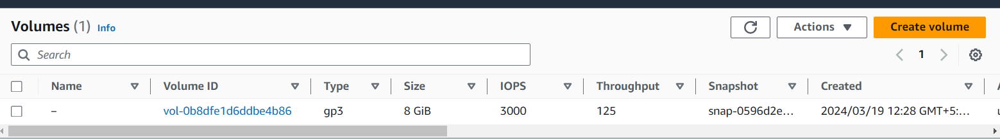 Volumes (1) Info
Actions Create volume
Search
1
Name Volume ID Type Size IOPS Throughput Snapshot Created
– vol-0b8dfe1d6ddbe4b86 gp3 8 GiB 3000 125 snap-0596d2e... 2024/03/19 12:28 GMT+5:...